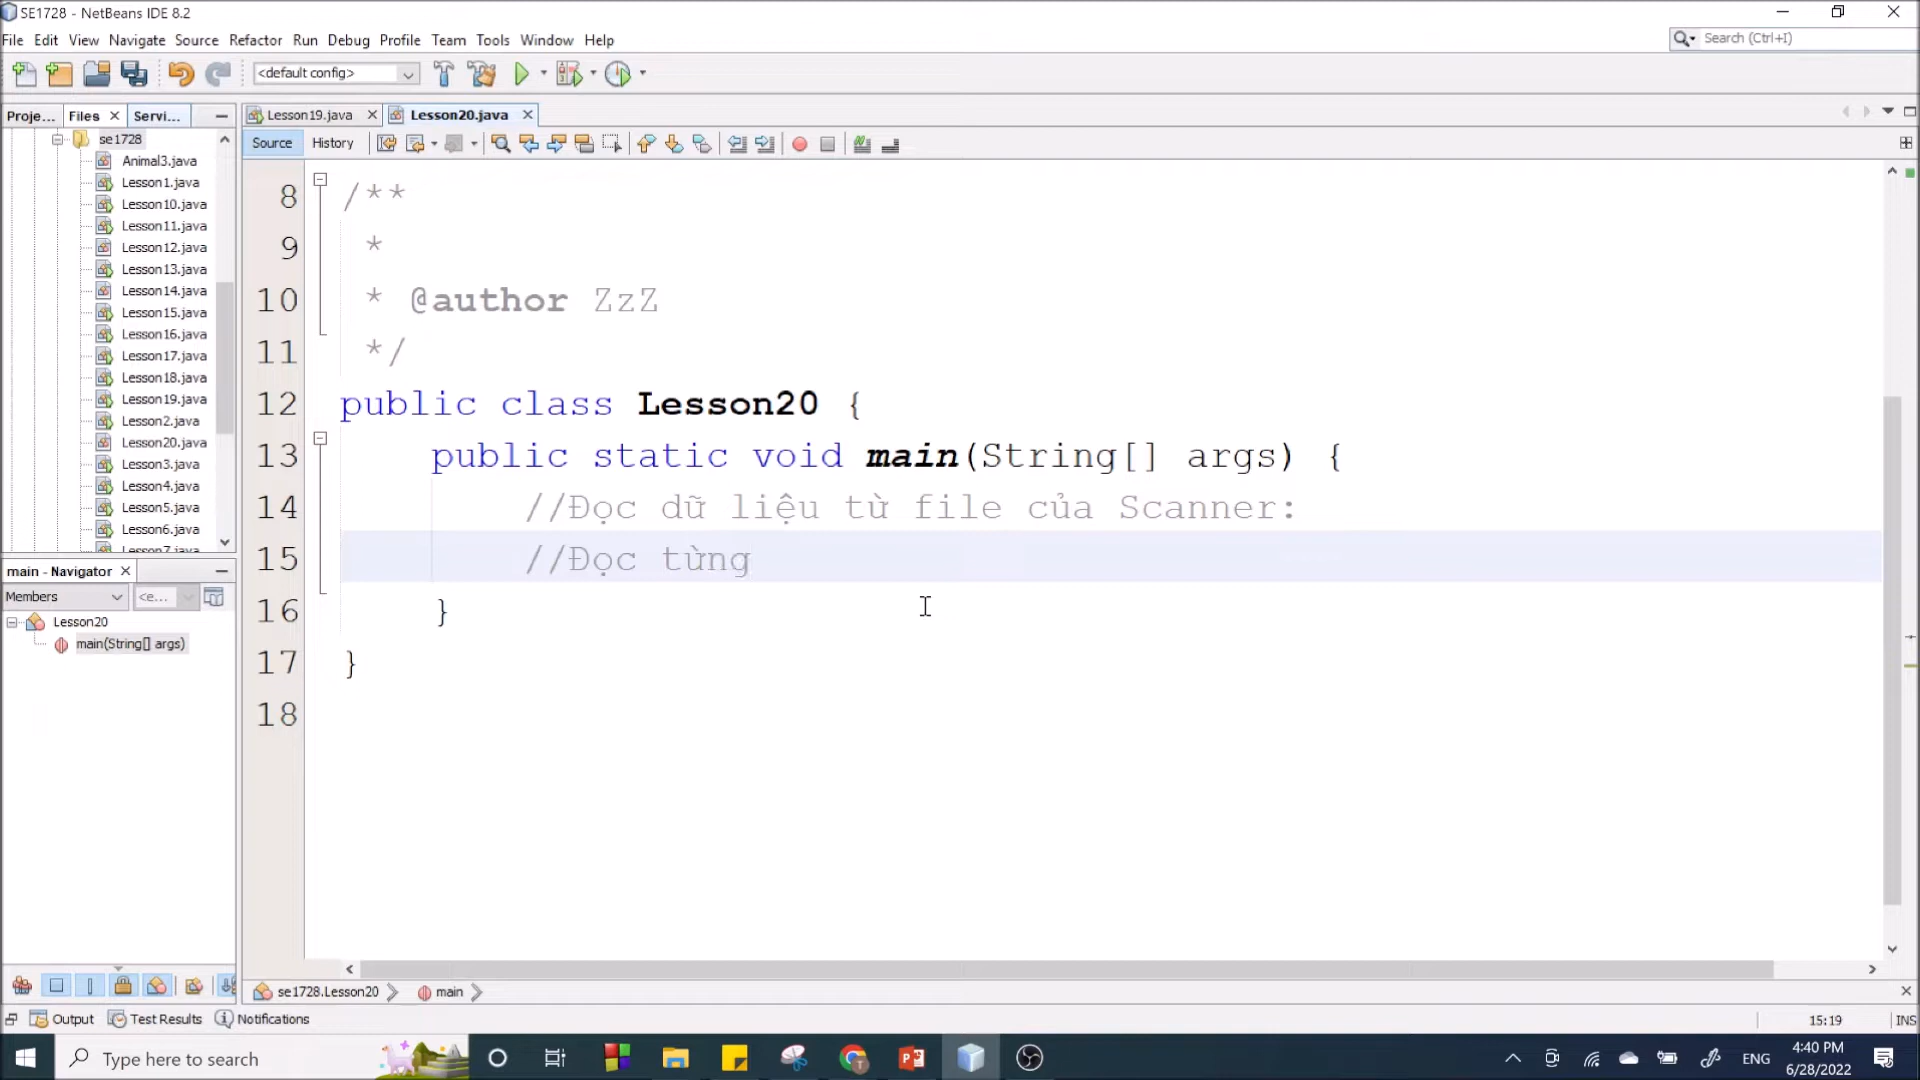 SE1728 - NetBeans IDE 8.2
File Edit View Navigate Source Refactor Run Debug Profile Team Tools Window Help
Search (Ctrl+I)
<default config>
Proje... Files Servi...
Lesson19.java Lesson20.java
Source History
se1728
Animal3.java
Lesson1.java
Lesson10.java
Lesson11.java
Lesson12.java
Lesson13.java
Lesson14.java
Lesson15.java
Lesson16.java
Lesson17.java
Lesson18.java
Lesson19.java
Lesson2.java
Lesson20.java
Lesson3.java
Lesson4.java
Lesson5.java
Lesson6.java
Lesson7.java
main - Navigator
Members <e...
Lesson20
main(String[] args)
8 /**
9 *
10 * @author ZzZ
11 */
12 public class Lesson20 {
13 public static void main(String[] args) {
14 //Đọc dữ liệu từ file của Scanner:
15 //Đọc từng
16 }
17 }
18
se1728.Lesson20 main
Output Test Results Notifications
15:19 INS
Type here to search
ENG
4:40 PM
6/28/2022